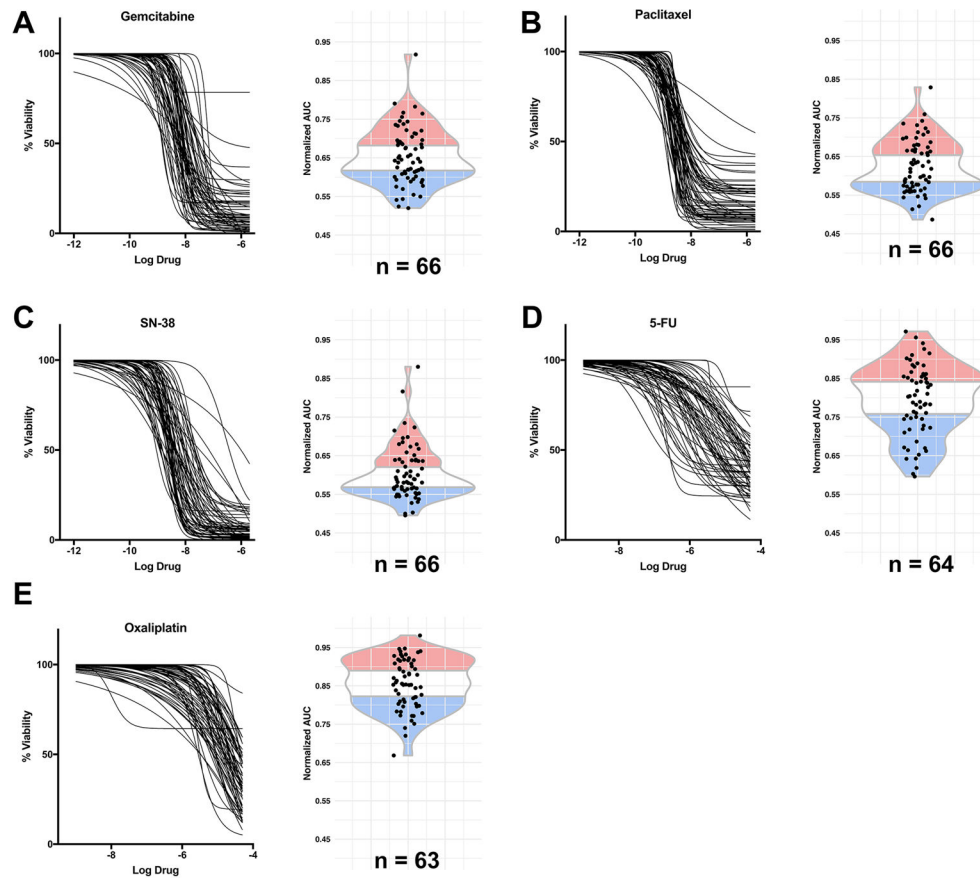 A
Gemcitabine
% Viability
100
50
0
-12
-10
-8
-6
Log Drug
Normalized AUC
0.95
0.85
0.75
0.65
0.55
0.45
n = 66
B
Paclitaxel
% Viability
100
50
0
-12
-10
-8
-6
Log Drug
Normalized AUC
0.95
0.85
0.75
0.65
0.55
0.45
n = 66
C
SN-38
% Viability
100
50
0
-12
-10
-8
-6
Log Drug
Normalized AUC
0.95
0.85
0.75
0.65
0.55
0.45
n = 66
D
5-FU
% Viability
100
50
0
-8
-6
-4
Log Drug
Normalized AUC
0.95
0.85
0.75
0.65
0.55
0.45
n = 64
E
Oxaliplatin
% Viability
100
50
0
-8
-6
-4
Log Drug
Normalized AUC
0.95
0.85
0.75
0.65
0.55
0.45
n = 63